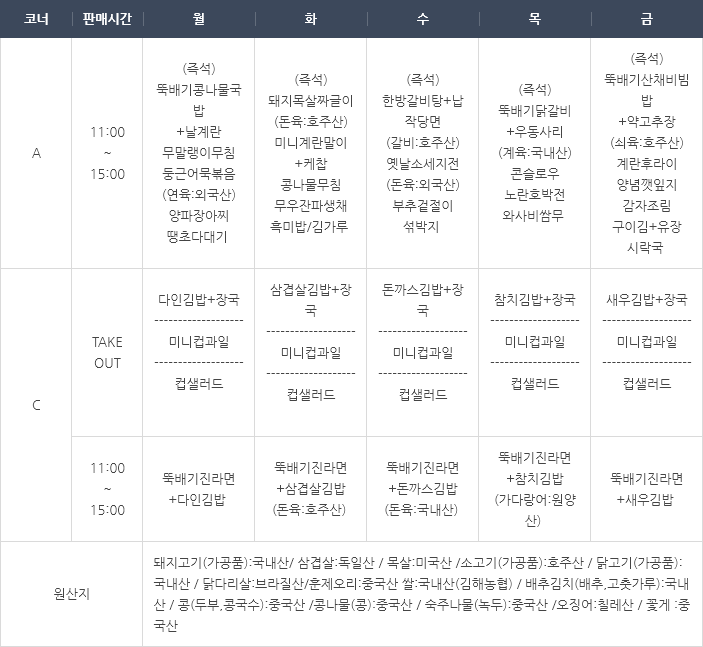 코너 판매시간 월 화 수 목 금
A
11:00
~
15:00
(즉석)
뚝배기콩나물국
밥
+날계란
무말랭이무침
둥근어묵볶음
(연육:외국산)
양파장아찌
땡초다대기
(즉석)
돼지목살짜글이
(돈육:호주산)
미니계란말이
+케찹
콩나물무침
무우잔파생채
흑미밥/김가루
(즉석)
한방갈비탕+납
작당면
(갈비:호주산)
옛날소세지전
(돈육:외국산)
부추겉절이
섞박지
(즉석)
뚝배기닭갈비
+우동사리
(계육:국내산)
콘슬로우
노란호박전
와사비쌈무
(즉석)
뚝배기산채비빔
밥
+약고추장
(쇠육:호주산)
계란후라이
양념깻잎지
감자조림
구이김+유장
시락국
C
TAKE
OUT
다인김밥+장국
-------------------
미니컵과일
-------------------
컵샐러드
삼겹살김밥+장
국
-------------------
미니컵과일
-------------------
컵샐러드
돈까스김밥+장
국
-------------------
미니컵과일
-------------------
컵샐러드
참치김밥+장국
-------------------
미니컵과일
-------------------
컵샐러드
새우김밥+장국
-------------------
미니컵과일
-------------------
컵샐러드
11:00
~
15:00
뚝배기진라면
+다인김밥
뚝배기진라면
+삼겹살김밥
(돈육:호주산)
뚝배기진라면
+돈까스김밥
(돈육:국내산)
뚝배기진라면
+참치김밥
(가다랑어:원양
산)
뚝배기진라면
+새우김밥
원산지
돼지고기(가공품):국내산/ 삼겹살:독일산 / 목살:미국산 /소고기(가공품):호주산 / 닭고기(가공품):
국내산 / 닭다리살:브라질산/훈제오리:중국산 쌀:국내산(김해농협) / 배추김치(배추,고춧가루):국내
산 / 콩(두부,콩국수):중국산 /콩나물(콩):중국산 / 숙주나물(녹두):중국산 /오징어:칠레산 / 꽃게 :중
국산